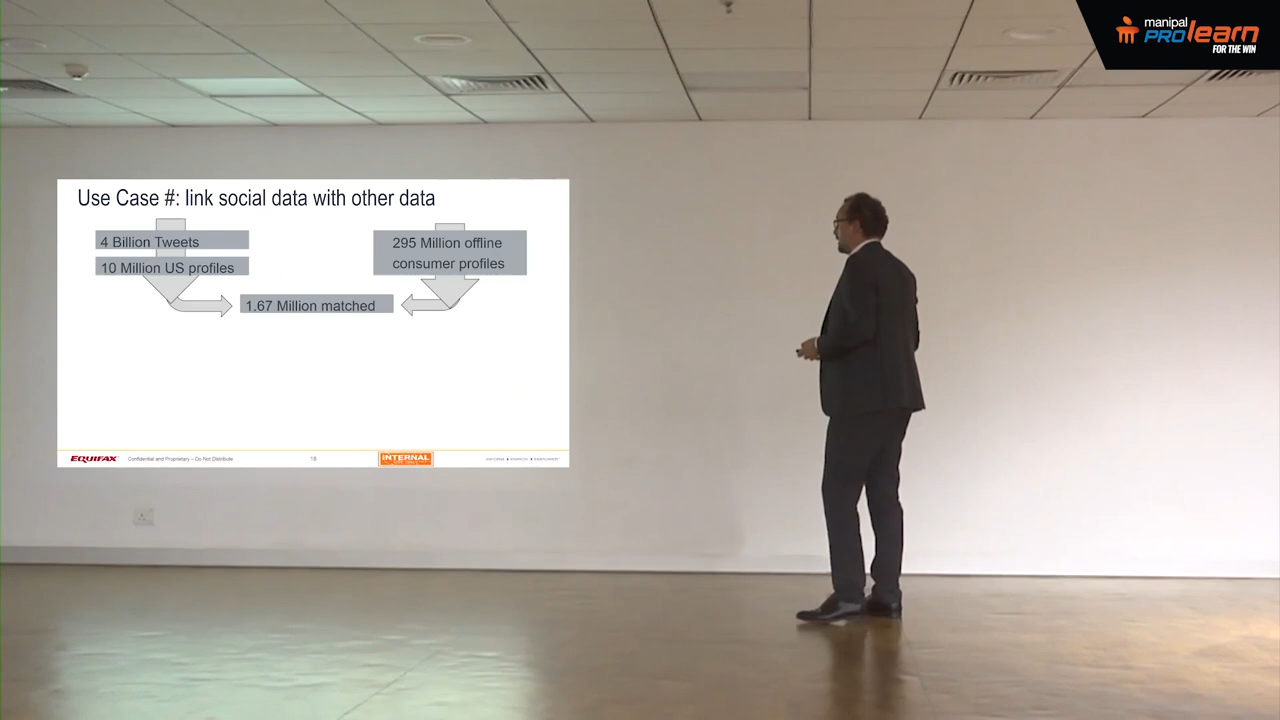 manipal
PROlearn
FOR THE WIN
Use Case #: link social data with other data
4 Billion Tweets
10 Million US profiles
295 Million offline
consumer profiles
1.67 Million matched
EQUIFAX
Confidential and Proprietary – Do Not Distribute
18
INTERNAL